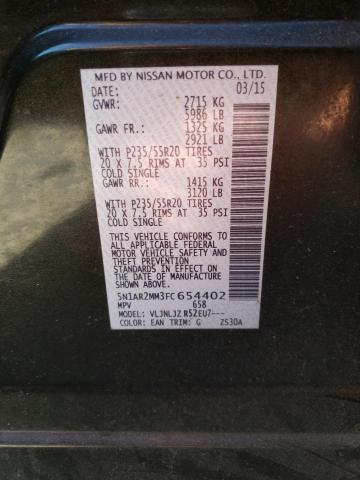 MFD BY NISSAN MOTOR CO., LTD.
DATE: 03/15
GVWR: 2715 KG
5986 LB
GAWR FR.: 1325 KG
2921 LB
WITH P235/55R20 TIRES
20 X 7.5 RIMS AT 35 PSI
COLD SINGLE
GAWR RR.: 1415 KG
3120 LB
WITH P235/55R20 TIRES
20 X 7.5 RIMS AT 35 PSI
COLD SINGLE
THIS VEHICLE CONFORMS TO
ALL APPLICABLE FEDERAL
MOTOR VEHICLE SAFETY
STANDARDS IN EFFECT ON
THE DATE OF MANUFACTURE
SHOWN ABOVE.
5N1AR2MM3FC654402
MPV 658
MODEL: VLJNLJZ R52EU7---
COLOR: EAN TRIM: G ZS30A